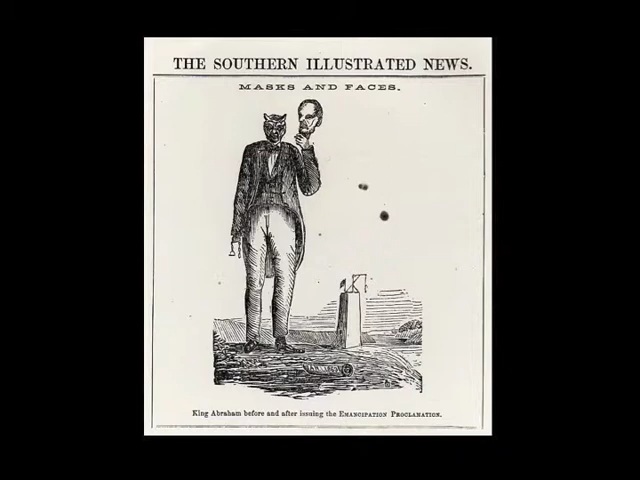 THE SOUTHERN ILLUSTRATED NEWS.
MASKS AND FACES.
King Abraham before and after issuing the EMANCIPATION PROCLAMATION.